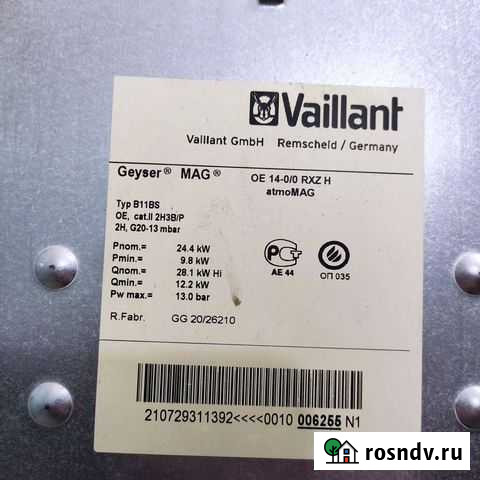 Vaillant
Vaillant GmbH Remscheid / Germany
Geyser® MAG® OE 14-0/0 RXZ H
atmoMAG
Typ B11BS
OE, cat.II 2H3B/P
2H, G20-13 mbar
Pnom.= 24.4 kW
Pmin.= 9.8 kW
Qnom.= 28.1 kW Hi
Qmin.= 12.2 kW
Pw max.= 13.0 bar
АЕ 44
ОП 035
R.Fabr. GG 20/26210
210729311392<<<<0010 006255 N1
rosndv.ru